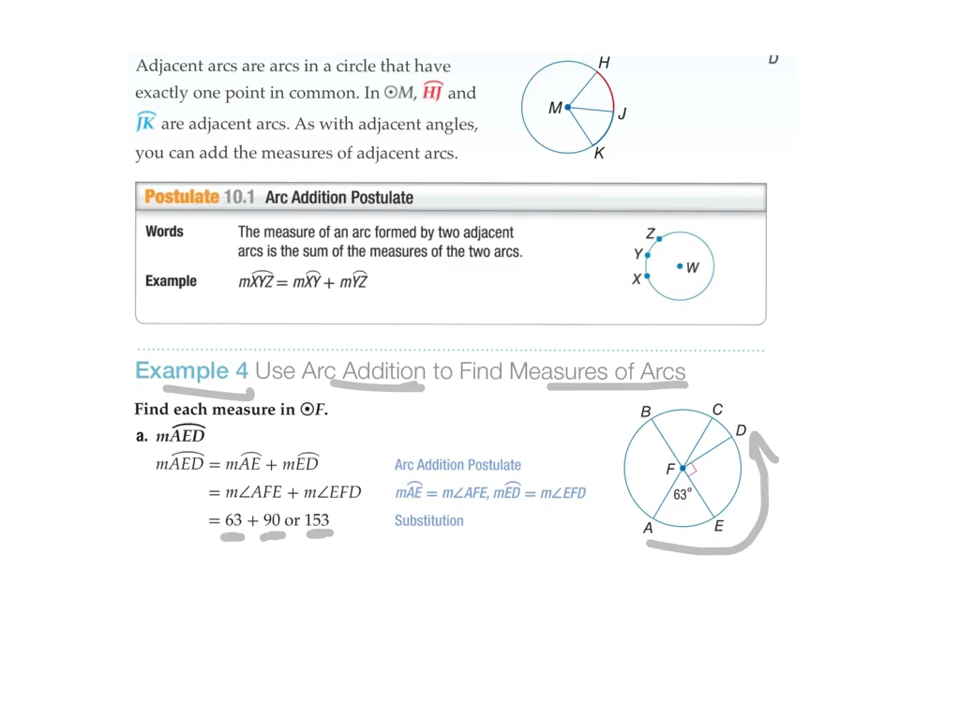 Adjacent arcs are arcs in a circle that have
exactly one point in common. In ⊙M, HJ and
JK are adjacent arcs. As with adjacent angles,
you can add the measures of adjacent arcs.
H
M
J
K
D
Postulate 10.1 Arc Addition Postulate
Words The measure of an arc formed by two adjacent
arcs is the sum of the measures of the two arcs.
Example mXYZ = mXY + mYZ
Z
Y
W
X
Example 4 Use Arc Addition to Find Measures of Arcs
Find each measure in ⊙F.
a. mAED
mAED = mAE + mED Arc Addition Postulate
= m∠AFE + m∠EFD mAE = m∠AFE, mED = m∠EFD
= 63 + 90 or 153 Substitution
B
C
D
F
63°
A
E